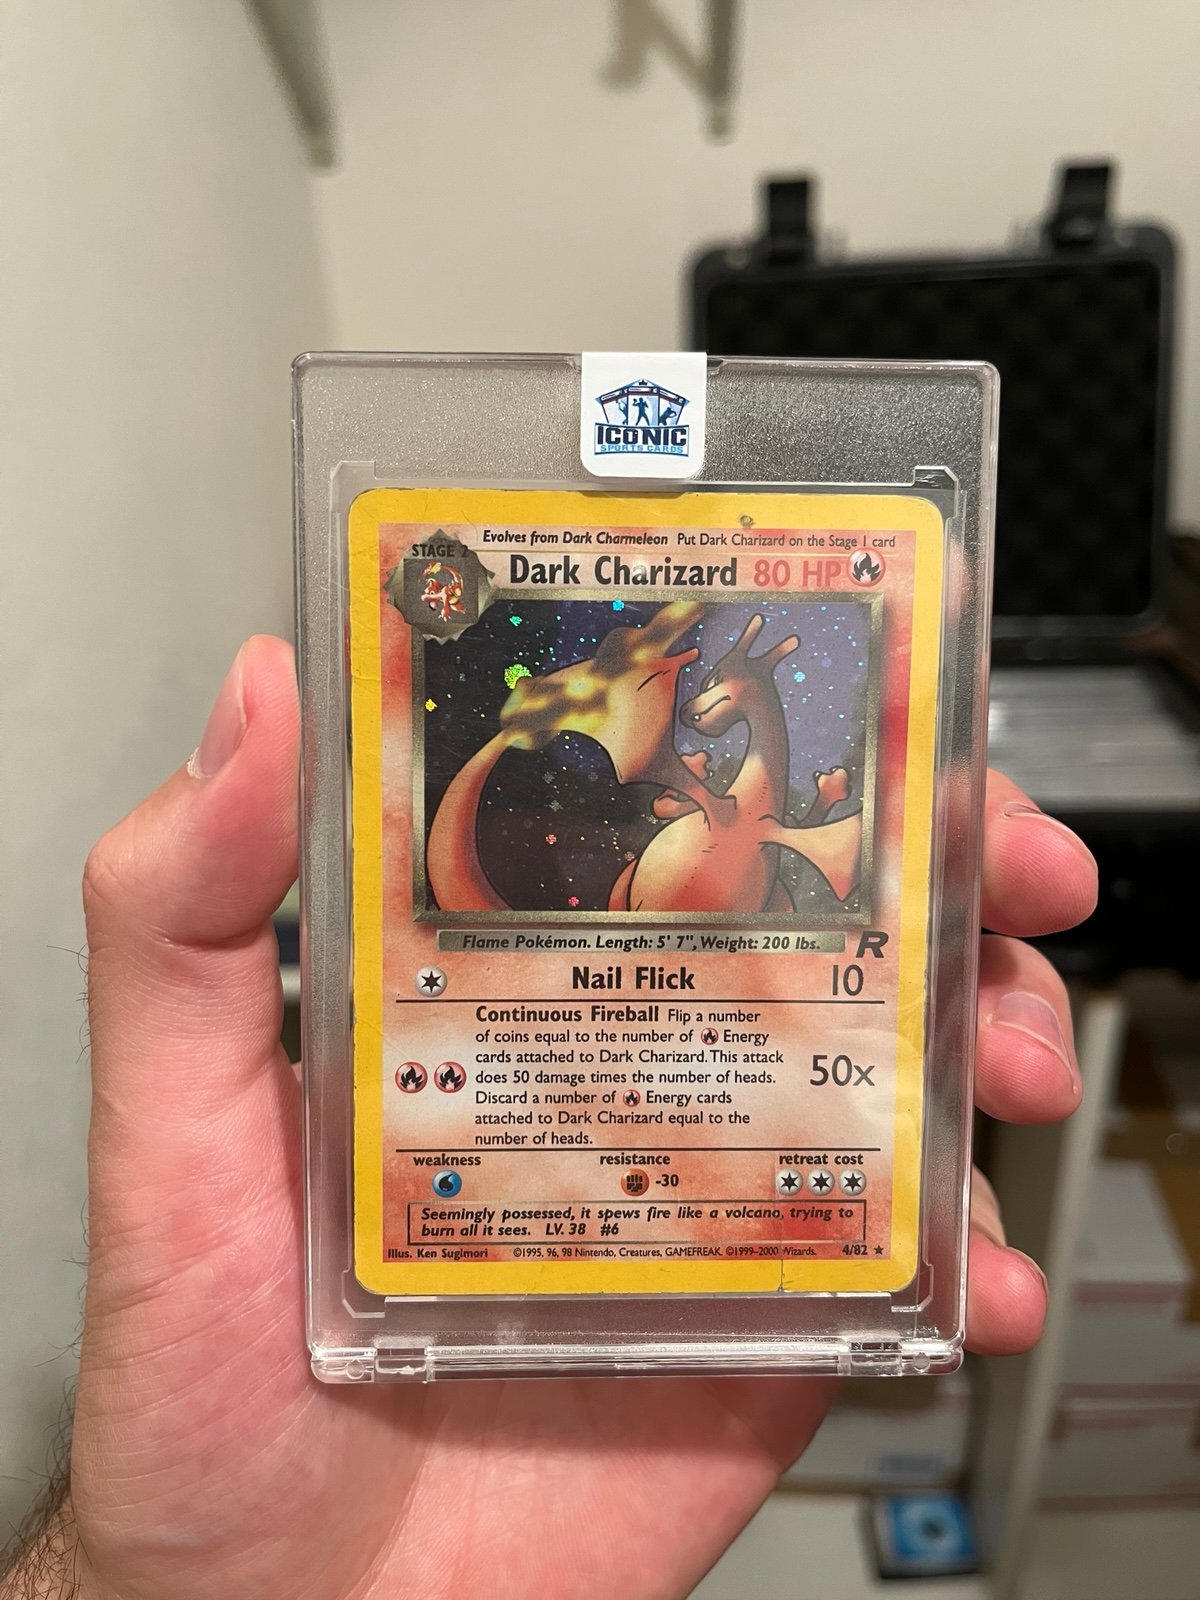 ICONIC
SPORTS CARDS
Evolves from Dark Charmeleon Put Dark Charizard on the Stage 1 card
STAGE 2
Dark Charizard 80 HP
Flame Pokémon. Length: 5' 7", Weight: 200 lbs.
R
Nail Flick 10
Continuous Fireball Flip a number
of coins equal to the number of Energy
cards attached to Dark Charizard. This attack
does 50 damage times the number of heads.
50x
Discard a number of Energy cards
attached to Dark Charizard equal to the
number of heads.
weakness resistance retreat cost
-30
Seemingly possessed, it spews fire like a volcano, trying to
burn all it sees. LV. 38 #6
Illus. Ken Sugimori ©1995, 96, 98 Nintendo, Creatures, GAMEFREAK. ©1999-2000 Wizards. 4/82 ★